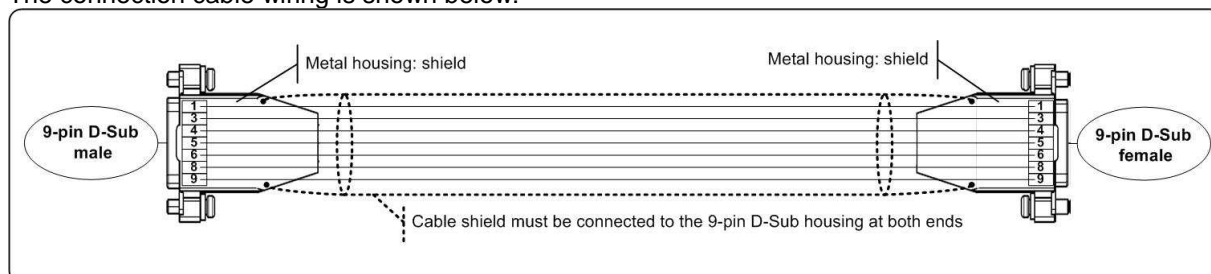 The connection cable wiring is shown below.
Metal housing: shield
Metal housing: shield
9-pin D-Sub
male
1
3
4
5
6
8
9
1
3
4
5
6
8
9
9-pin D-Sub
female
Cable shield must be connected to the 9-pin D-Sub housing at both ends